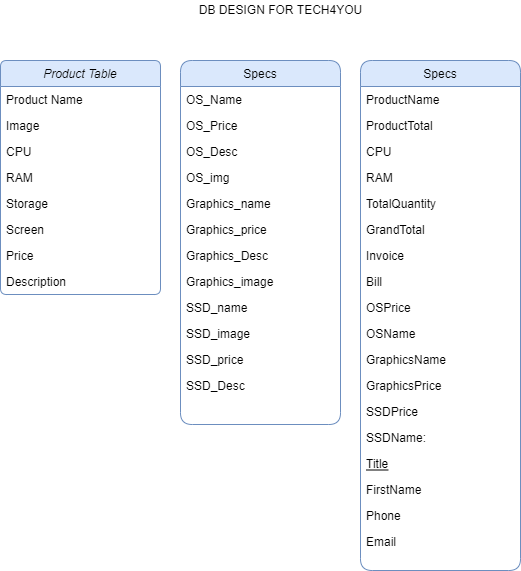 DB DESIGN FOR TECH4YOU
Product Table
Product Name
Image
CPU
RAM
Storage
Screen
Price
Description
Specs
OS_Name
OS_Price
OS_Desc
OS_img
Graphics_name
Graphics_price
Graphics_Desc
Graphics_image
SSD_name
SSD_image
SSD_price
SSD_Desc
Specs
ProductName
ProductTotal
CPU
RAM
TotalQuantity
GrandTotal
Invoice
Bill
OSPrice
OSName
GraphicsName
GraphicsPrice
SSDPrice
SSDName:
Title
FirstName
Phone
Email